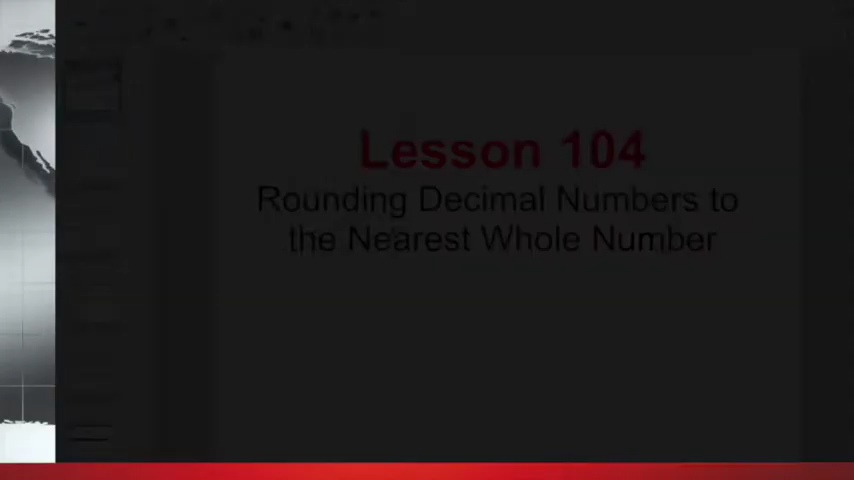 Lesson 104
Rounding Decimal Numbers to
the Nearest Whole Number